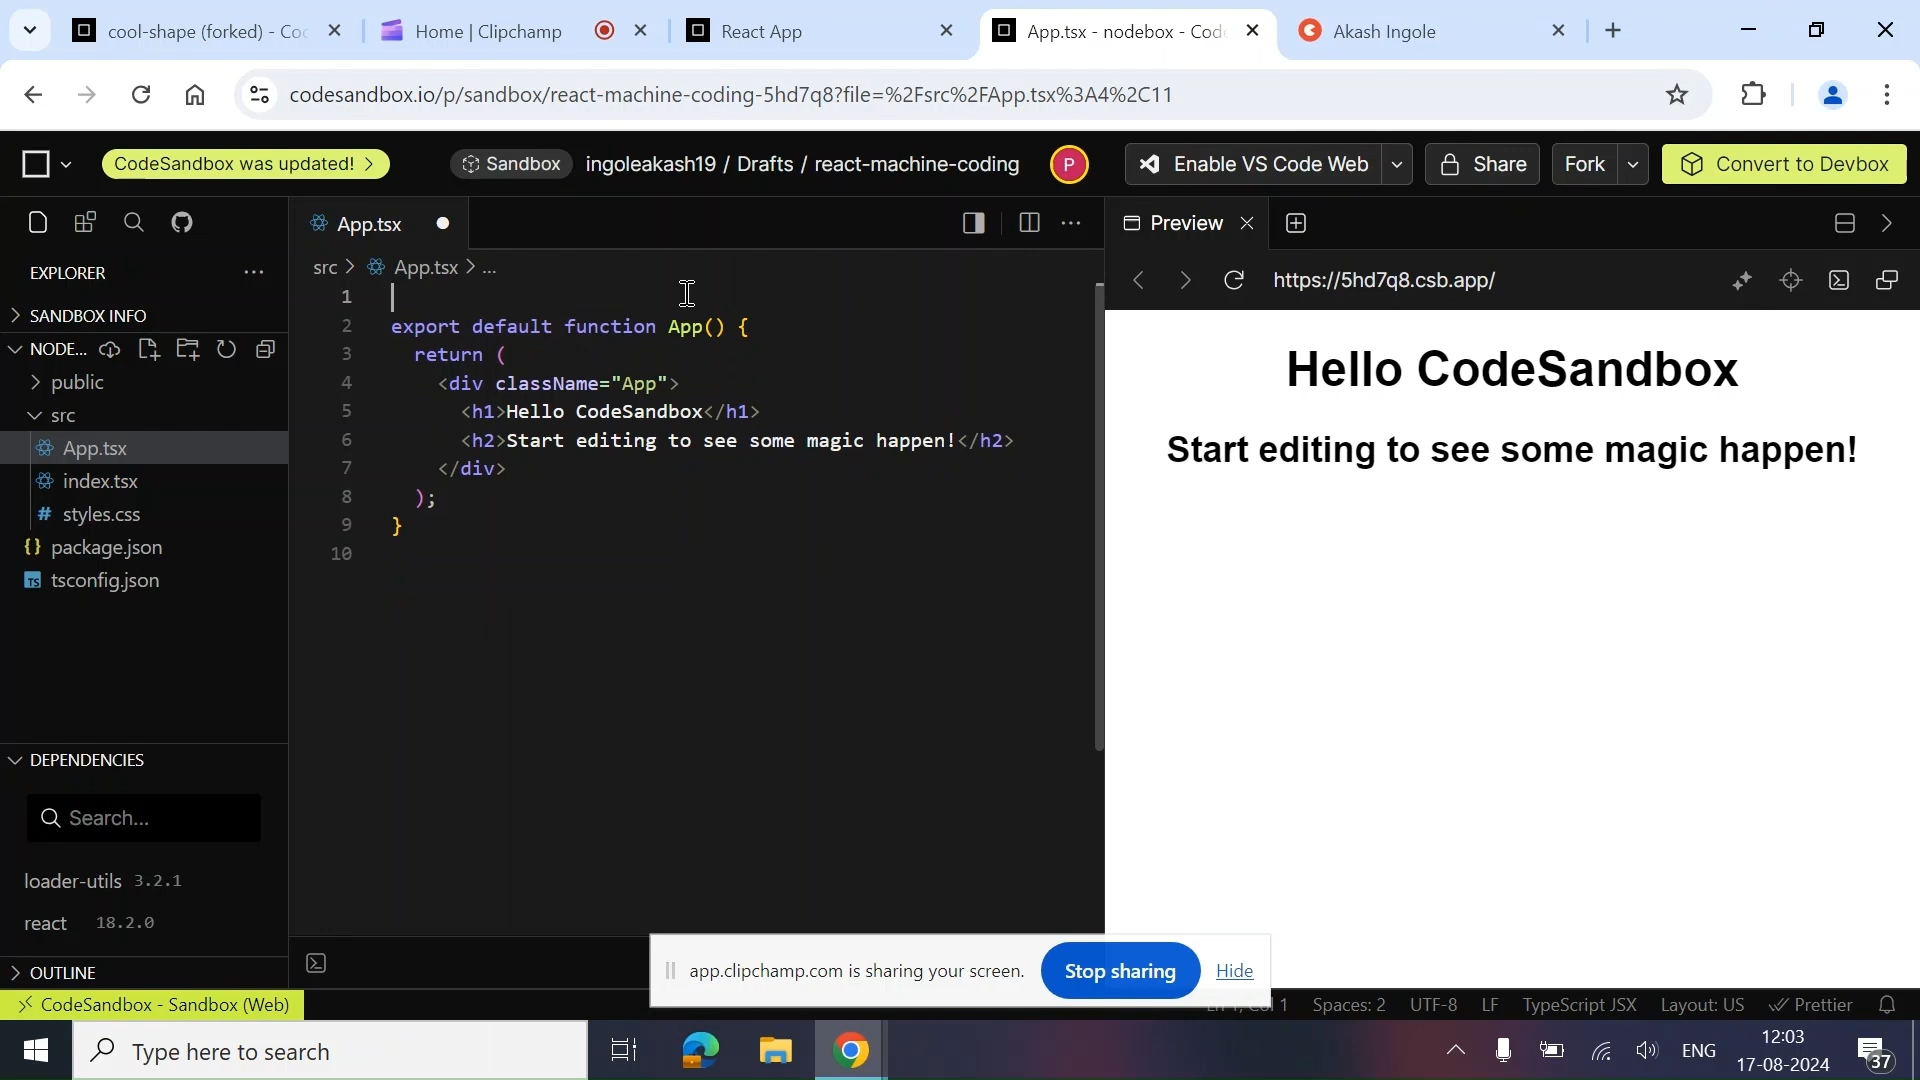 cool-shape (forked) - Coc
Home | Clipchamp
React App
App.tsx - nodebox - Code
Akash Ingole
codesandbox.io/p/sandbox/react-machine-coding-5hd7q8?file=%2Fsrc%2FApp.tsx%3A4%2C11
CodeSandbox was updated! >
Sandbox
ingoleakash19 / Drafts / react-machine-coding
P
Enable VS Code Web
Share
Fork
Convert to Devbox
App.tsx
Preview
EXPLORER
src > App.tsx > ...
https://5hd7q8.csb.app/
SANDBOX INFO
NODE...
public
src
App.tsx
index.tsx
styles.css
package.json
tsconfig.json
1
2 export default function App() {
3 return (
4 <div className="App">
5 <h1>Hello CodeSandbox</h1>
6 <h2>Start editing to see some magic happen!</h2>
7 </div>
8 );
9 }
10
Hello CodeSandbox
Start editing to see some magic happen!
DEPENDENCIES
Search...
loader-utils 3.2.1
react 18.2.0
OUTLINE
app.clipchamp.com is sharing your screen.
Stop sharing
Hide
CodeSandbox - Sandbox (Web)
Spaces: 2
UTF-8
LF
TypeScript JSX
Layout: US
Prettier
Type here to search
ENG
12:03
17-08-2024
37